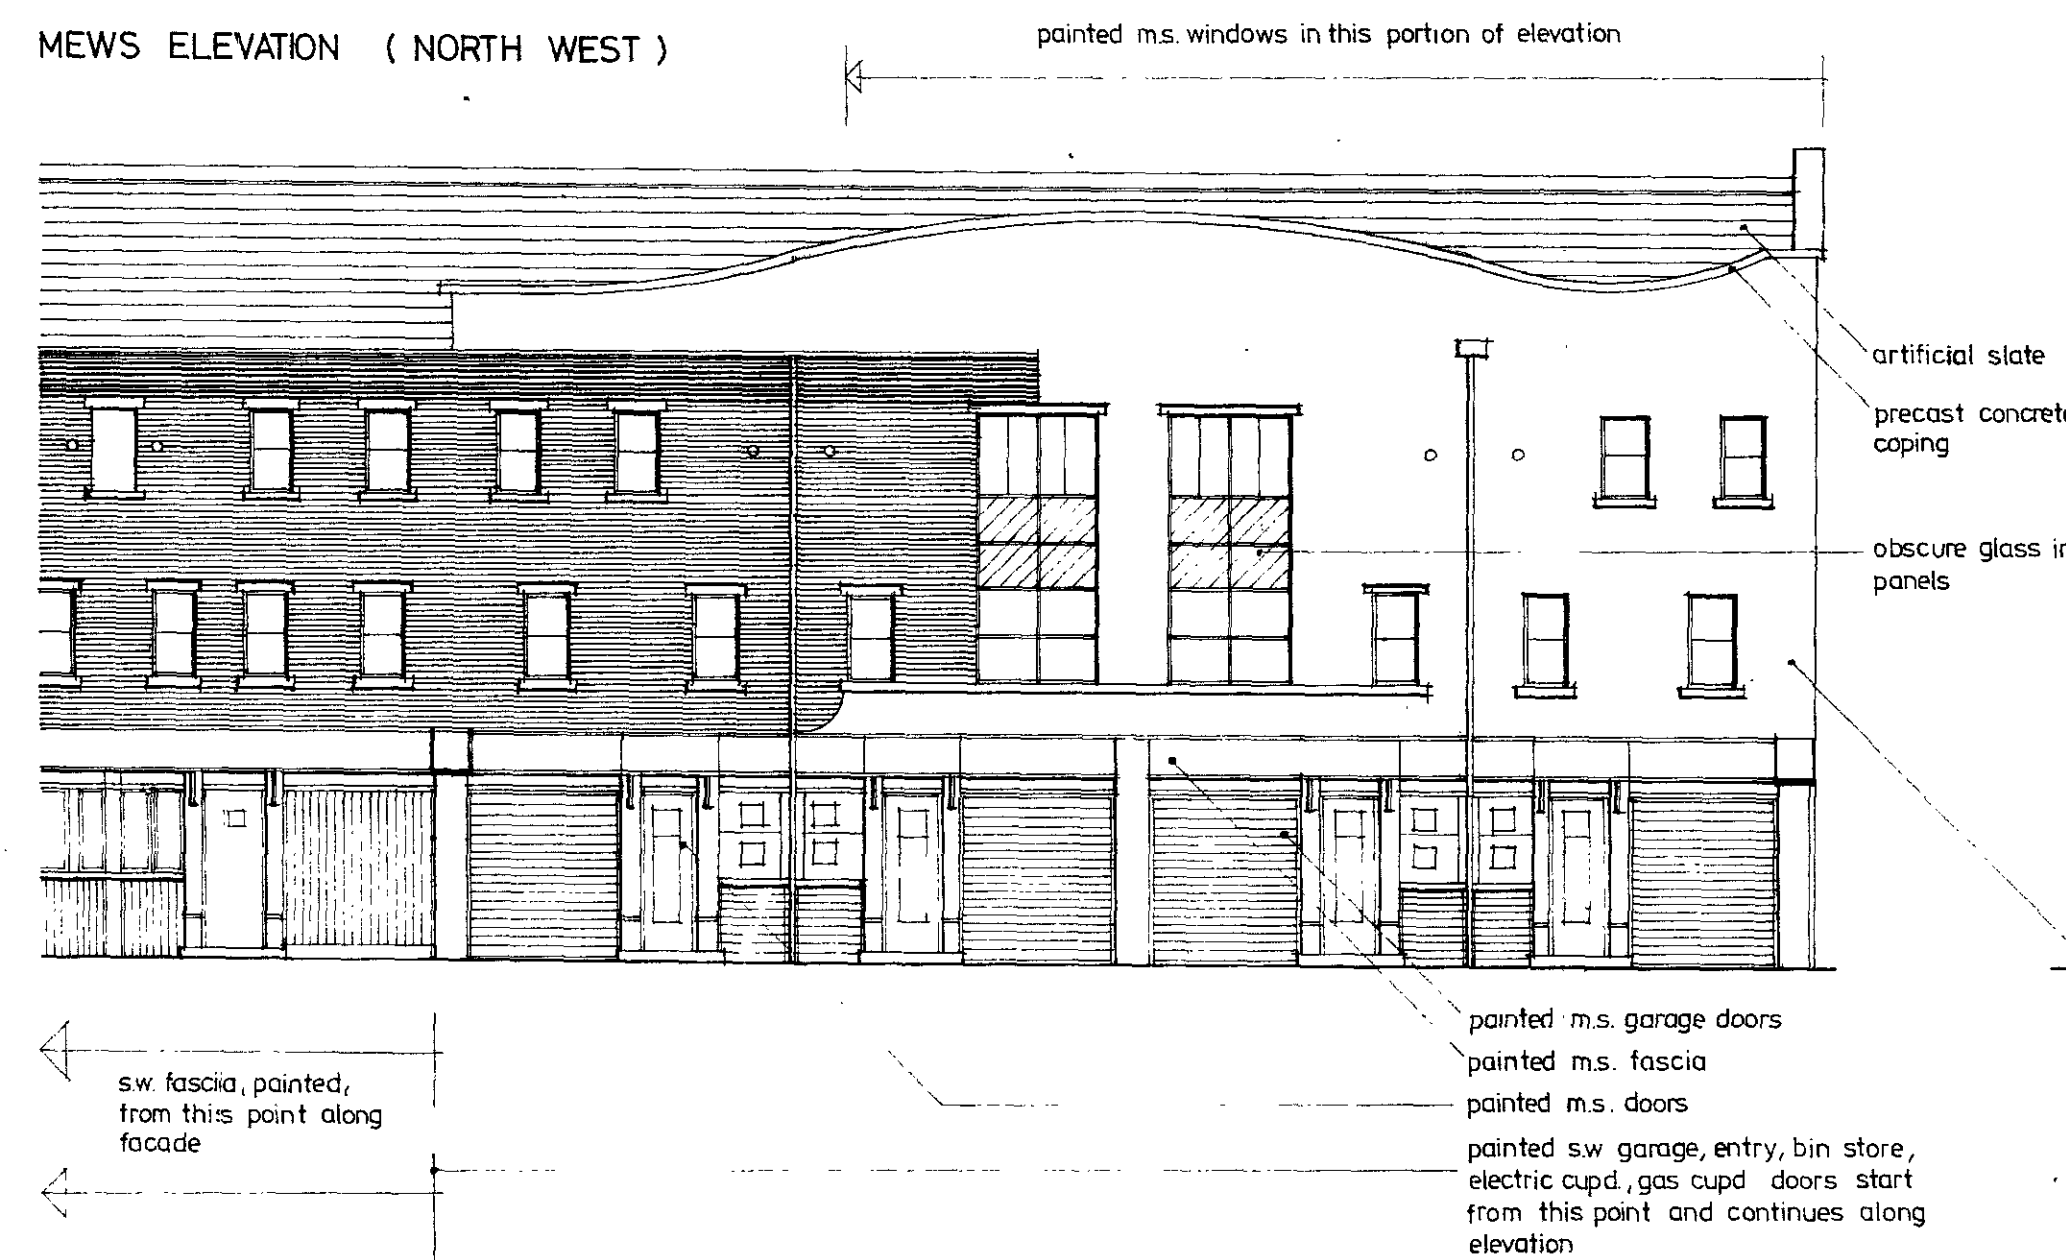 MEWS ELEVATION ( NORTH WEST )
painted m.s. windows in this portion of elevation
artificial slate
precast concrete
coping
obscure glass in
panels
painted m.s. garage doors
painted m.s. fascia
painted m.s. doors
painted s.w garage, entry, bin store,
electric cupd., gas cupd doors start
from this point and continues along
elevation
s.w. fasciia, painted,
from this point along
facade